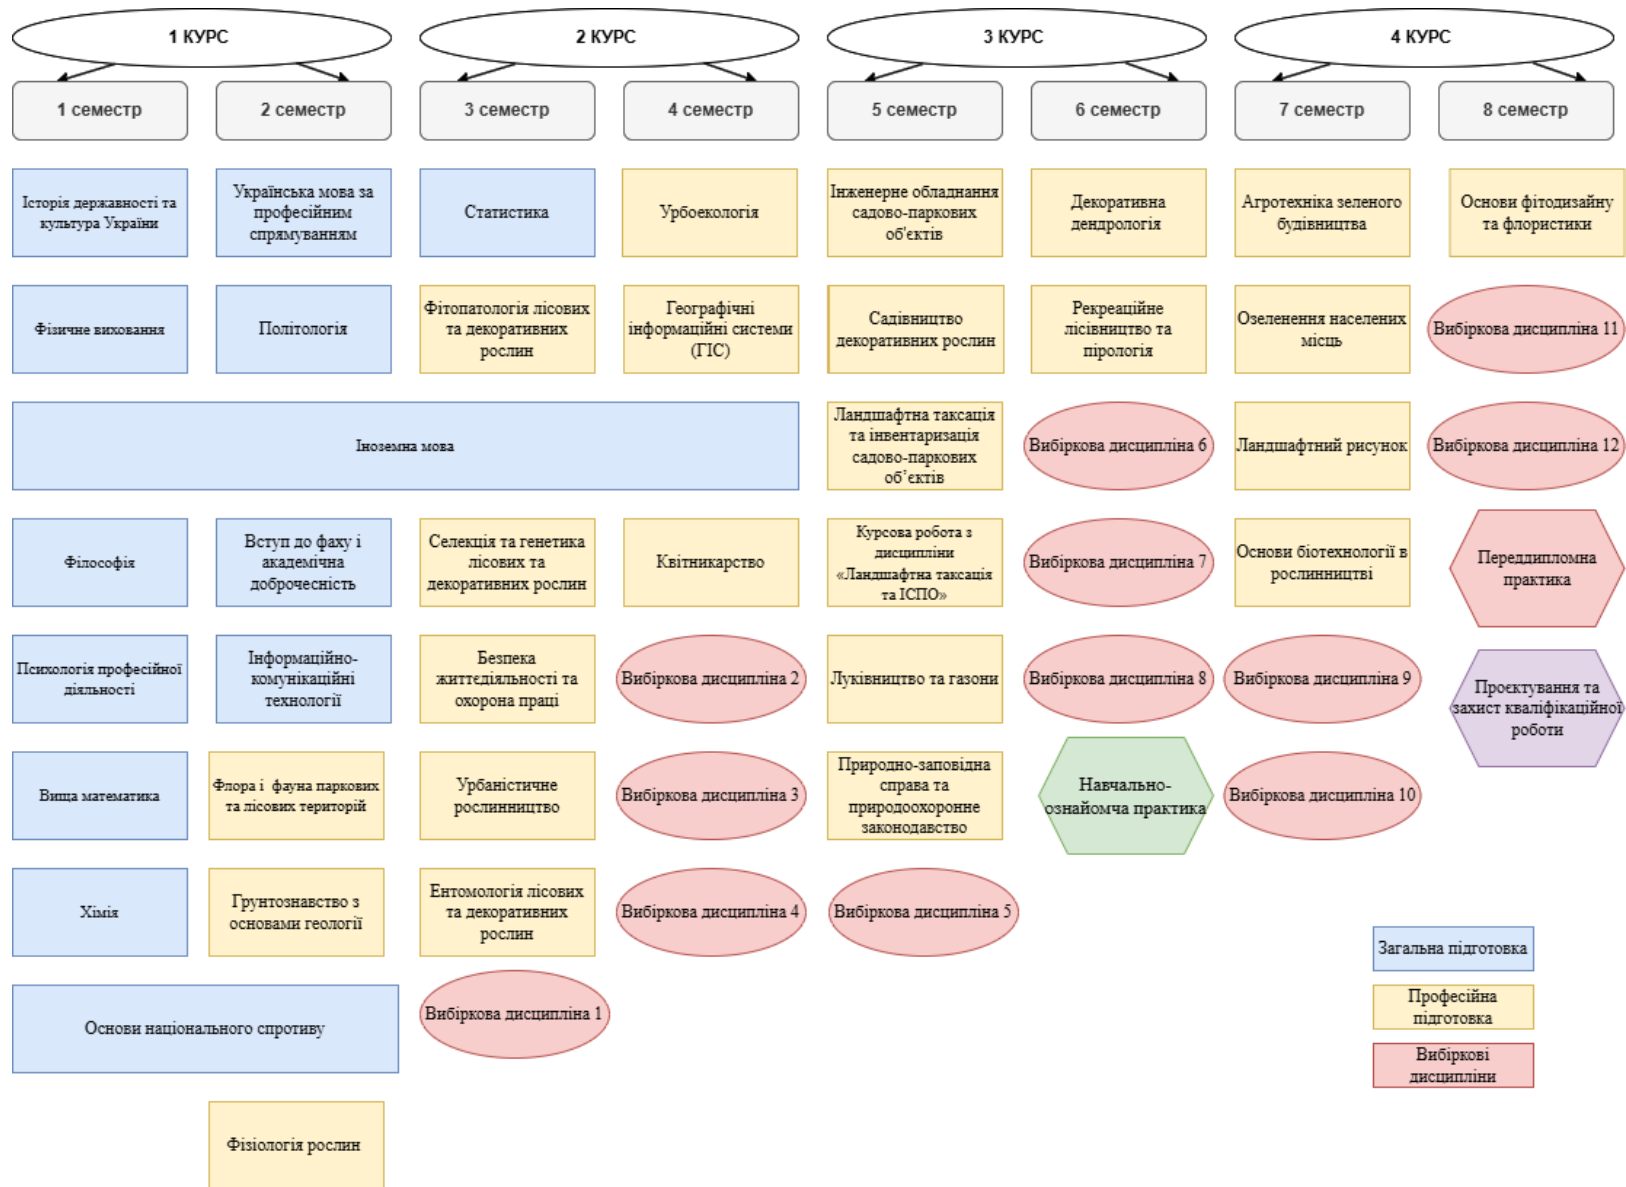 1 КУРС
2 КУРС
3 КУРС
4 КУРС
1 семестр
2 семестр
3 семестр
4 семестр
5 семестр
6 семестр
7 семестр
8 семестр
Історія державності та
культура України
Українська мова за
професійним
спрямуванням
Статистика
Урбоекологія
Інженерне обладнання
садово-паркових
об'єктів
Декоративна
дендрологія
Агротехніка зеленого
будівництва
Основи фітодизайну
та флористики
Фізичне виховання
Політологія
Фітопатологія лісових
та декоративних
рослин
Географічні
інформаційні системи
(ГІС)
Садівництво
декоративних рослин
Рекреаційне
лісівництво та
пірологія
Озеленення населених
місць
Вибіркова дисципліна 11
Іноземна мова
Ландшафтна таксація
та інвентаризація
садово-паркових
об’єктів
Вибіркова дисципліна 6
Ландшафтний рисунок
Вибіркова дисципліна 12
Філософія
Вступ до фаху і
академічна
доброчесність
Селекція та генетика
лісових та
декоративних рослин
Квітникарство
Курсова робота з
дисципліни
«Ландшафтна таксація
та ІСПО»
Вибіркова дисципліна 7
Основи біотехнології в
рослинництві
Переддипломна
практика
Психологія професійної
діяльності
Інформаційно-
комунікаційні
технології
Безпека
життєдіяльності та
охорона праці
Вибіркова дисципліна 2
Луківництво та газони
Вибіркова дисципліна 8
Вибіркова дисципліна 9
Проєктування та
захист кваліфікаційної
роботи
Вища математика
Флора і фауна паркових
та лісових територій
Урбаністичне
рослинництво
Вибіркова дисципліна 3
Природно-заповідна
справа та
природоохоронне
законодавство
Навчально-
ознайомча практика
Вибіркова дисципліна 10
Хімія
Грунтознавство з
основами геології
Ентомологія лісових
та декоративних
рослин
Вибіркова дисципліна 4
Вибіркова дисципліна 5
Загальна підготовка
Основи національного спротиву
Вибіркова дисципліна 1
Професійна
підготовка
Вибіркові
дисципліни
Фізіологія рослин